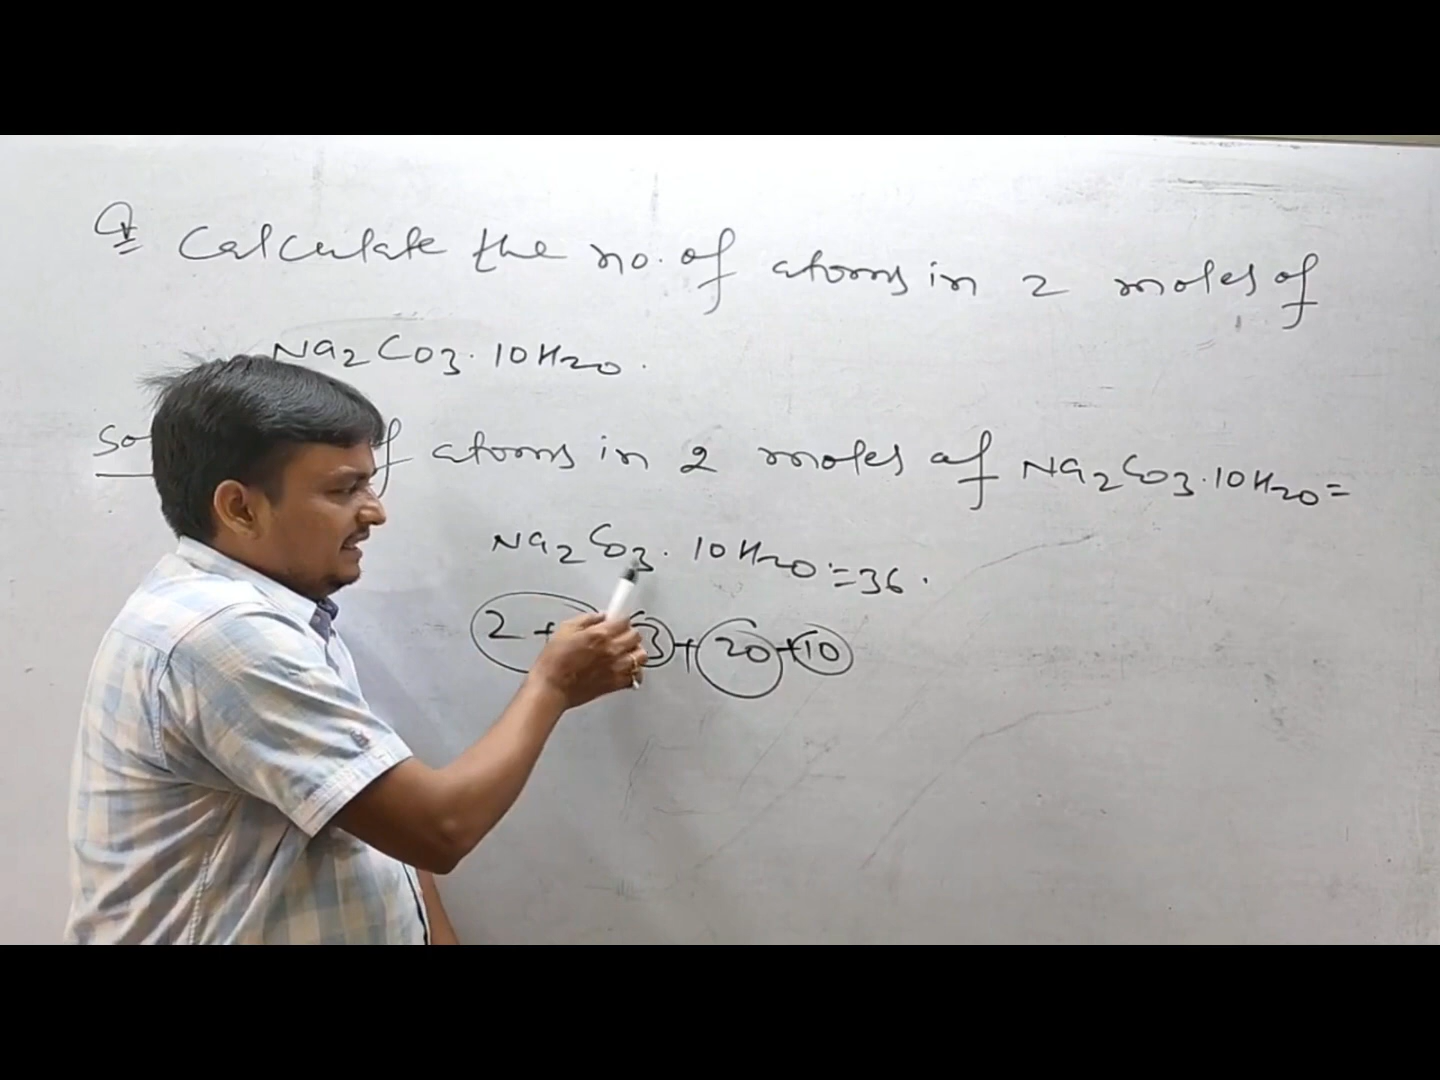 Q Calculate the no. of atoms in 2 moles of
Na2CO3.10H2O.
of atoms in 2 moles of Na2CO3.10H2O=
Na2CO3.10H2O=36.
2+ 3+20+10